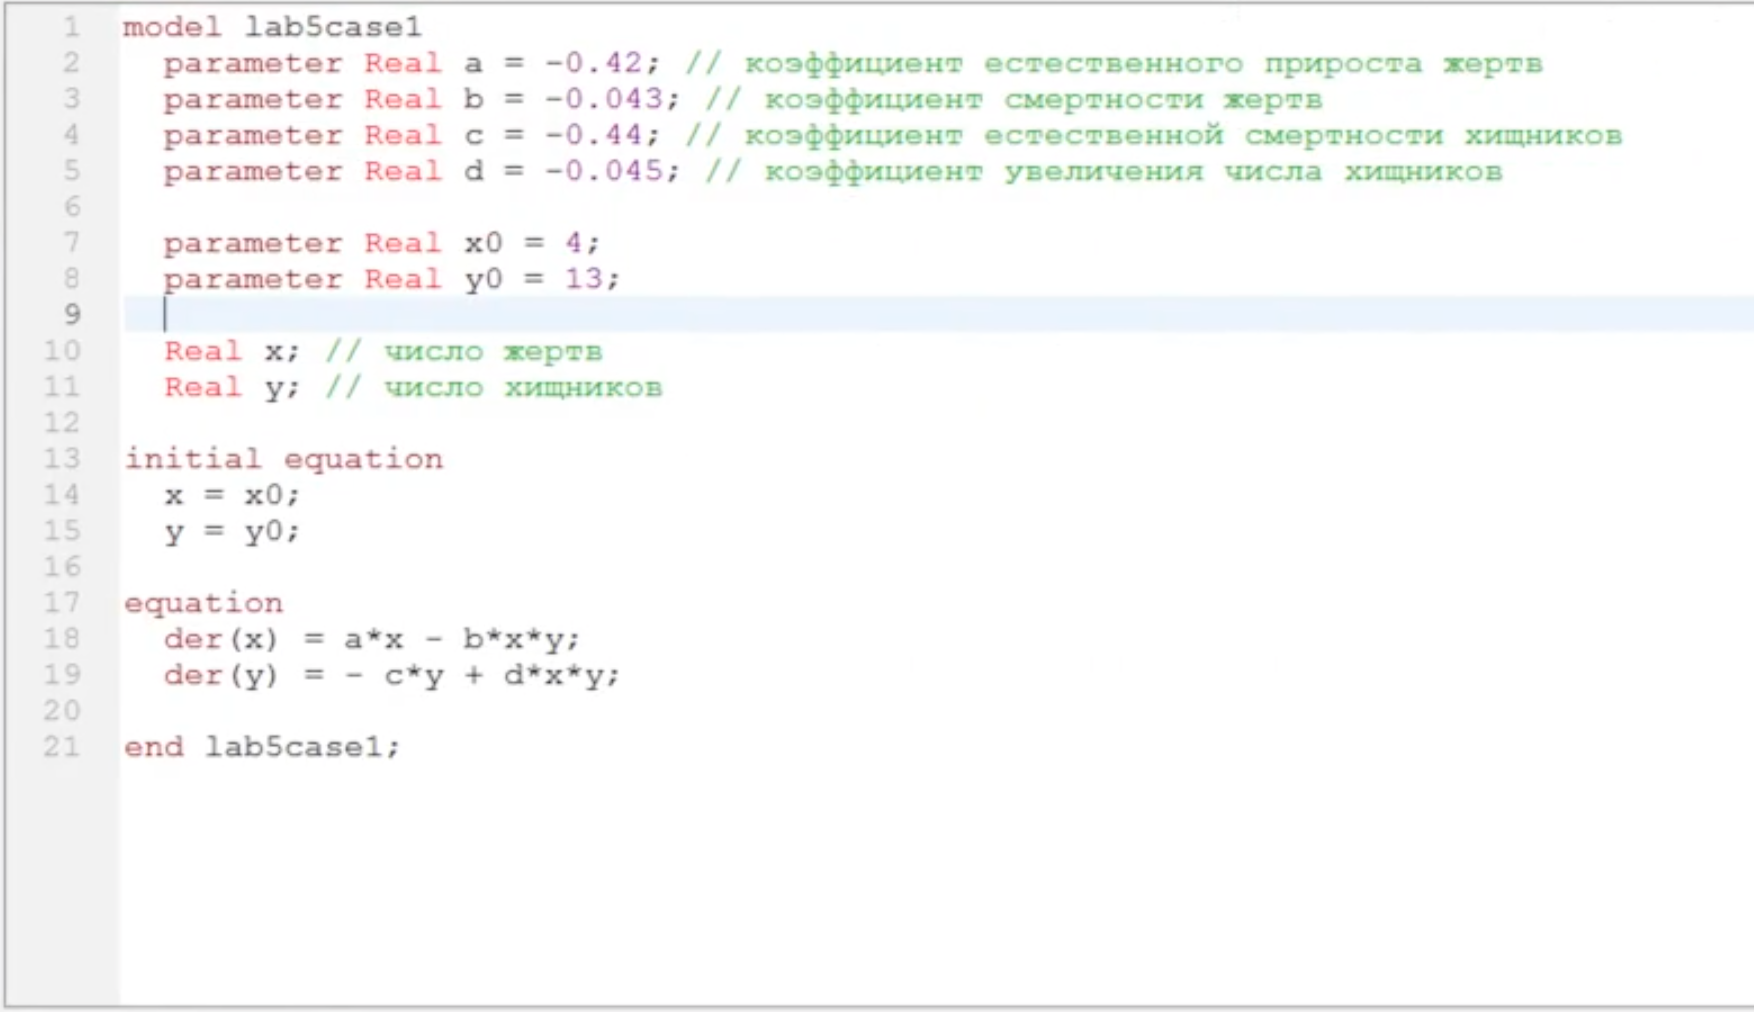 1 model lab5case1
2 parameter Real a = -0.42; // коэффициент естественного прироста жертв
3 parameter Real b = -0.043; // коэффициент смертности жертв
4 parameter Real c = -0.44; // коэффициент естественной смертности хищников
5 parameter Real d = -0.045; // коэффициент увеличения числа хищников
6
7 parameter Real x0 = 4;
8 parameter Real y0 = 13;
9
10 Real x; // число жертв
11 Real y; // число хищников
12
13 initial equation
14 x = x0;
15 y = y0;
16
17 equation
18 der(x) = a*x - b*x*y;
19 der(y) = - c*y + d*x*y;
20
21 end lab5case1;